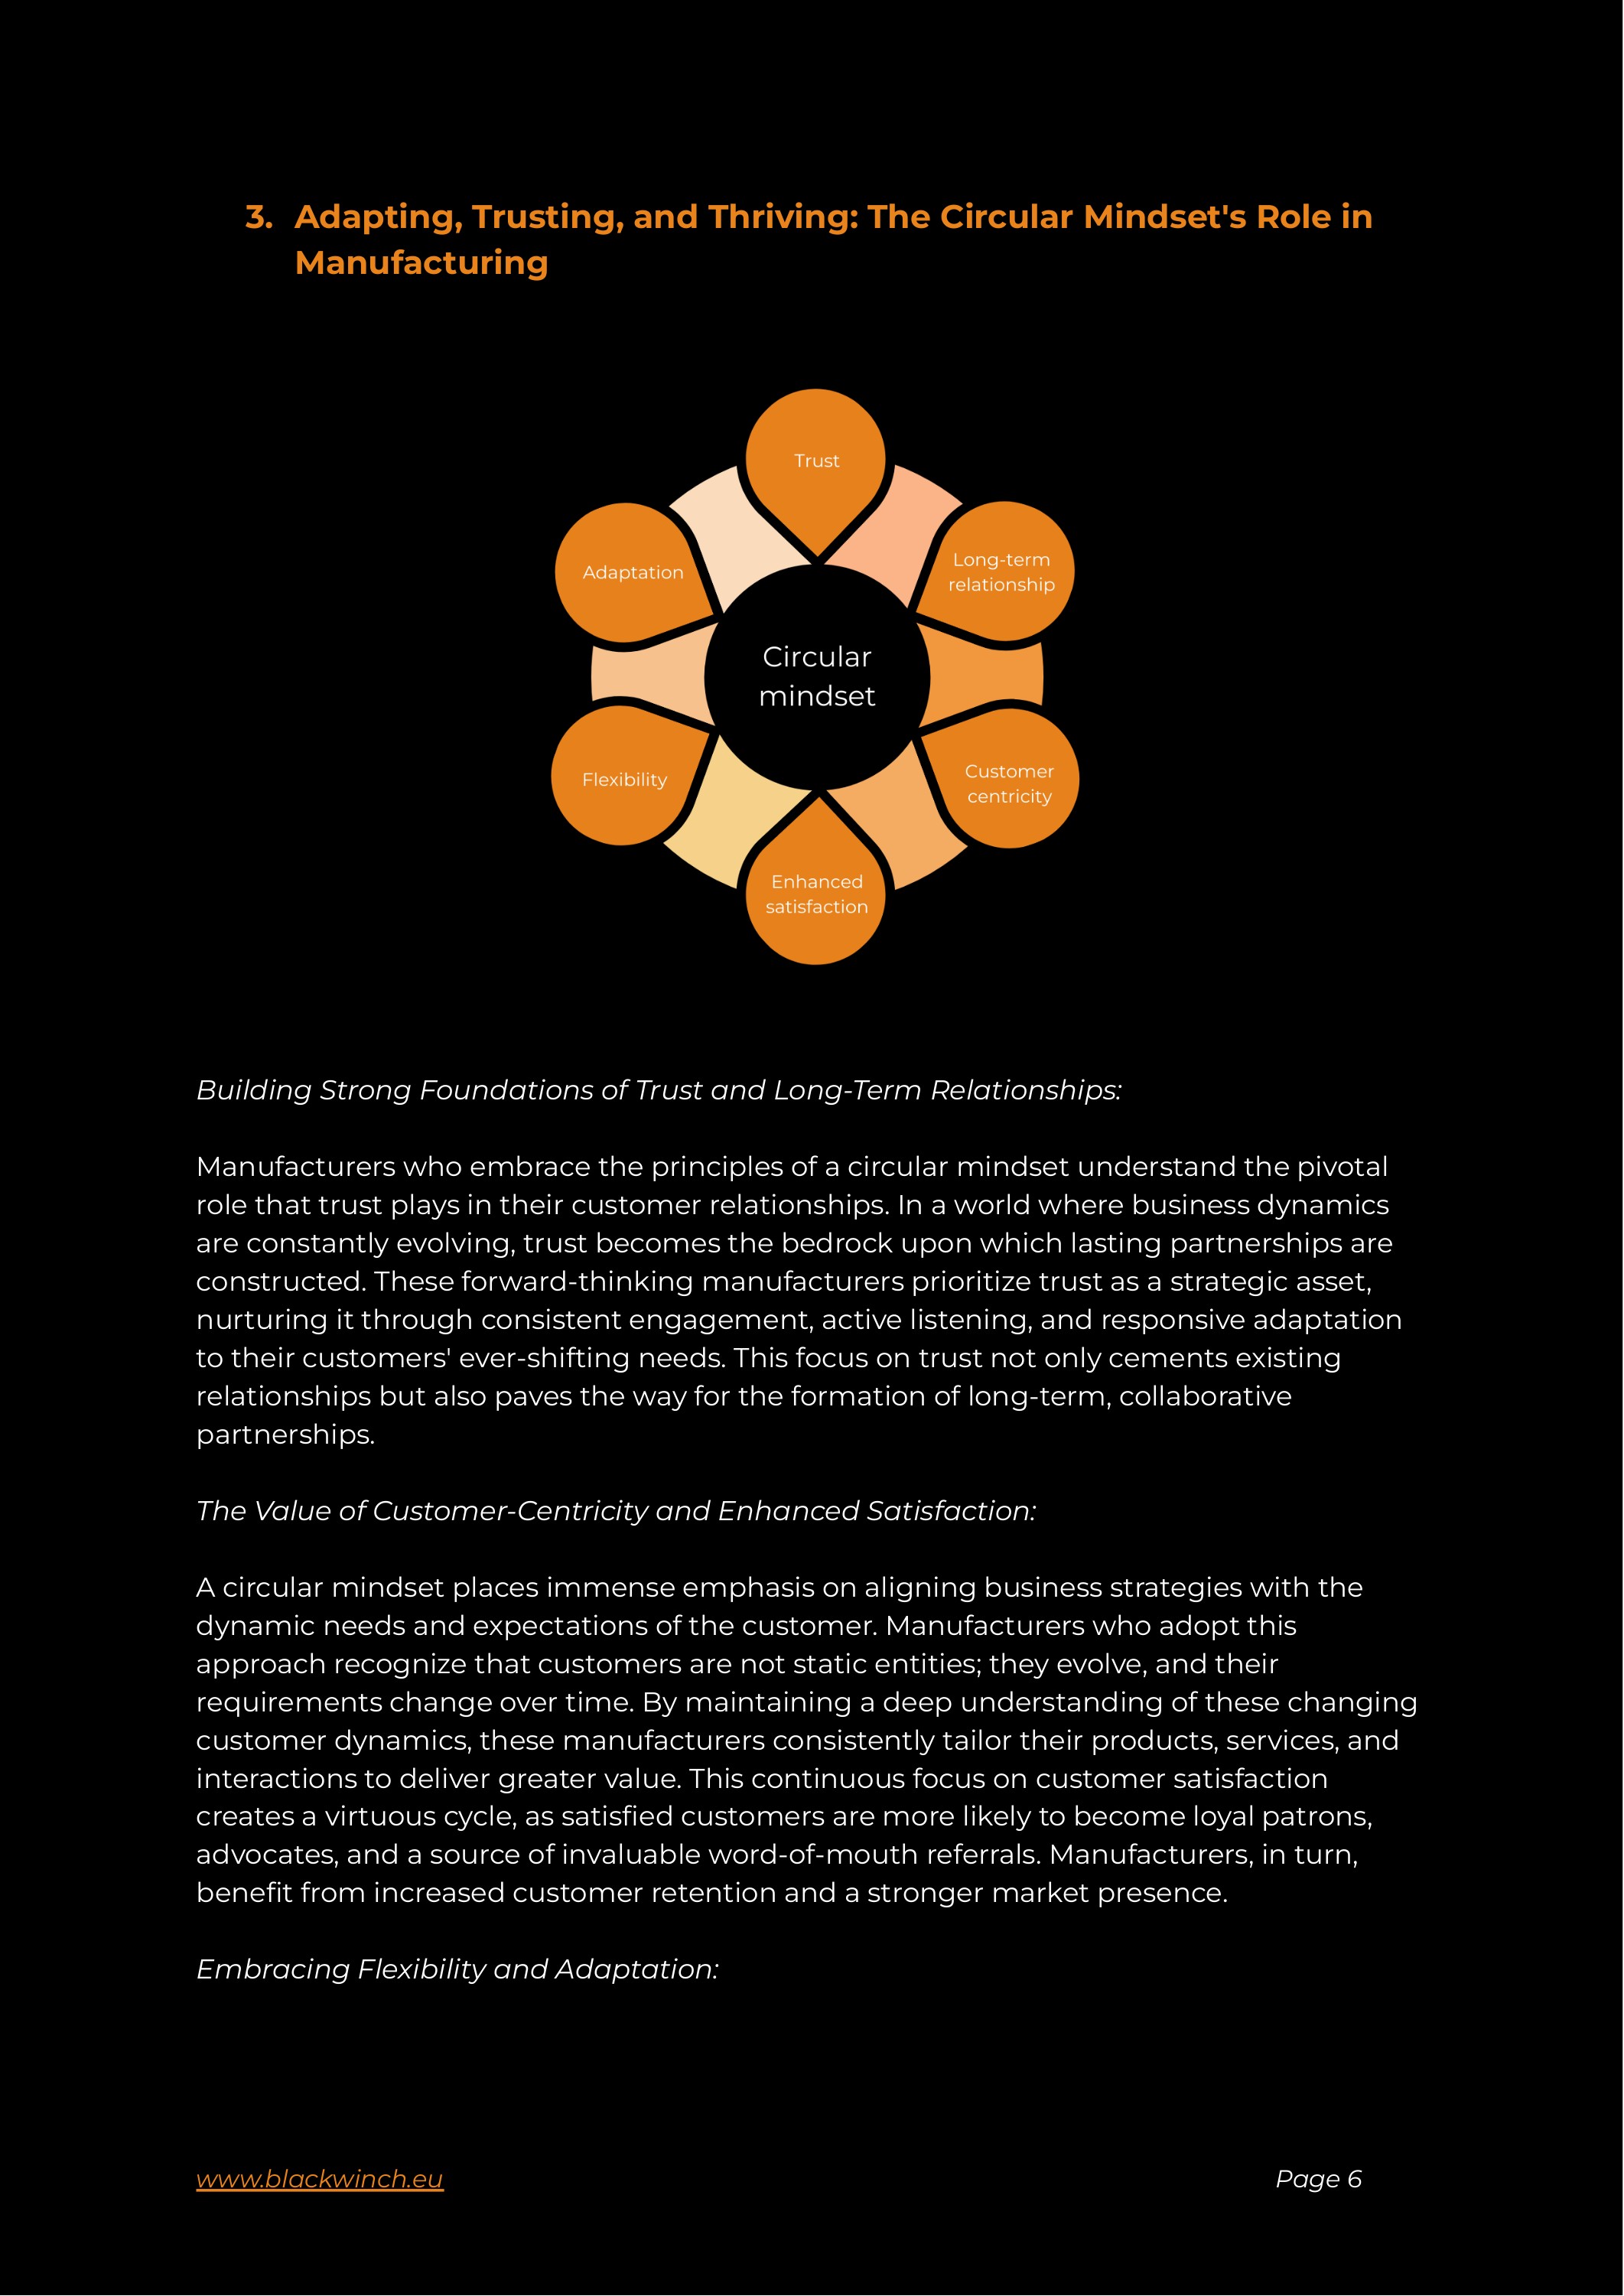 3. Adapting, Trusting, and Thriving: The Circular Mindset's Role in
Manufacturing
Trust
Long-term
relationship
Customer
centricity
Enhanced
satisfaction
Flexibility
Adaptation
Circular
mindset
Building Strong Foundations of Trust and Long-Term Relationships:
Manufacturers who embrace the principles of a circular mindset understand the pivotal
role that trust plays in their customer relationships. In a world where business dynamics
are constantly evolving, trust becomes the bedrock upon which lasting partnerships are
constructed. These forward-thinking manufacturers prioritize trust as a strategic asset,
nurturing it through consistent engagement, active listening, and responsive adaptation
to their customers' ever-shifting needs. This focus on trust not only cements existing
relationships but also paves the way for the formation of long-term, collaborative
partnerships.
The Value of Customer-Centricity and Enhanced Satisfaction:
A circular mindset places immense emphasis on aligning business strategies with the
dynamic needs and expectations of the customer. Manufacturers who adopt this
approach recognize that customers are not static entities; they evolve, and their
requirements change over time. By maintaining a deep understanding of these changing
customer dynamics, these manufacturers consistently tailor their products, services, and
interactions to deliver greater value. This continuous focus on customer satisfaction
creates a virtuous cycle, as satisfied customers are more likely to become loyal patrons,
advocates, and a source of invaluable word-of-mouth referrals. Manufacturers, in turn,
benefit from increased customer retention and a stronger market presence.
Embracing Flexibility and Adaptation:
www.blackwinch.eu
Page 6